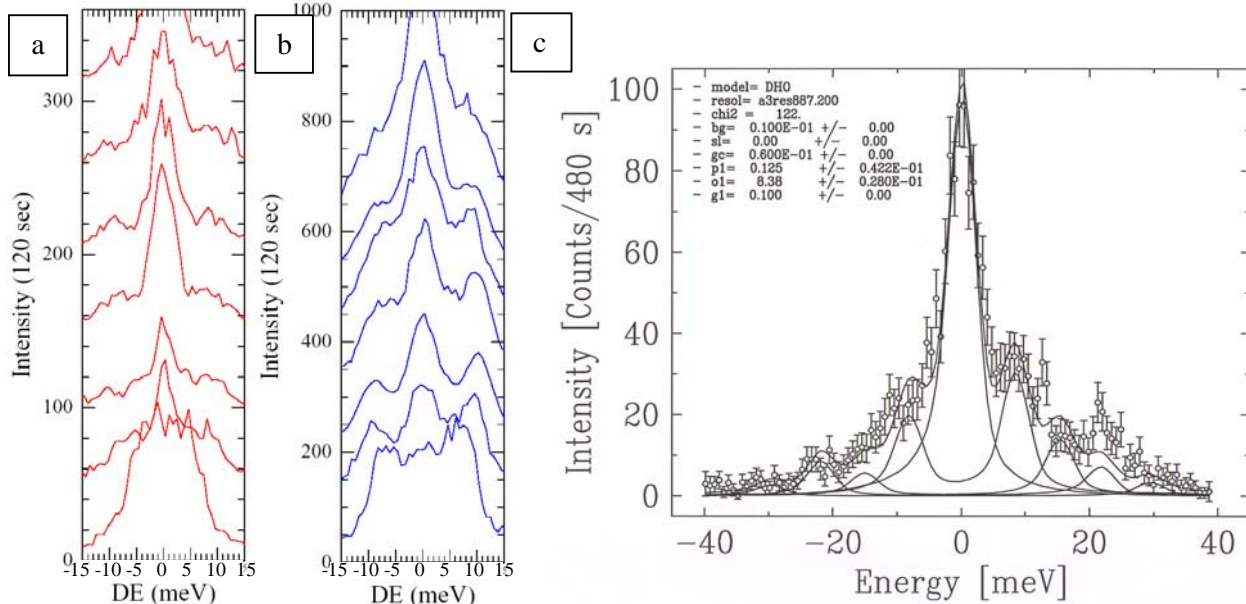 a
b
c
Intensity (120 sec)
300
200
100
0
-15 -10 -5 0 5 10 15
DE (meV)
Intensity (120 sec)
1000
800
600
400
200
0
-15 -10 -5 0 5 10 15
DE (meV)
model= DHO
resol= a3res887.200
chi2 = 122.
bg= 0.100E-01 +/- 0.00
sl= 0.00 +/- 0.00
gc= 0.600E-01 +/- 0.00
p1= 0.125 +/- 0.422E-01
o1= 8.38 +/- 0.280E-01
g1= 0.100 +/- 0.00
Intensity [Counts/480 s]
100
80
60
40
20
0
-40 -20 0 20 40
Energy [meV]